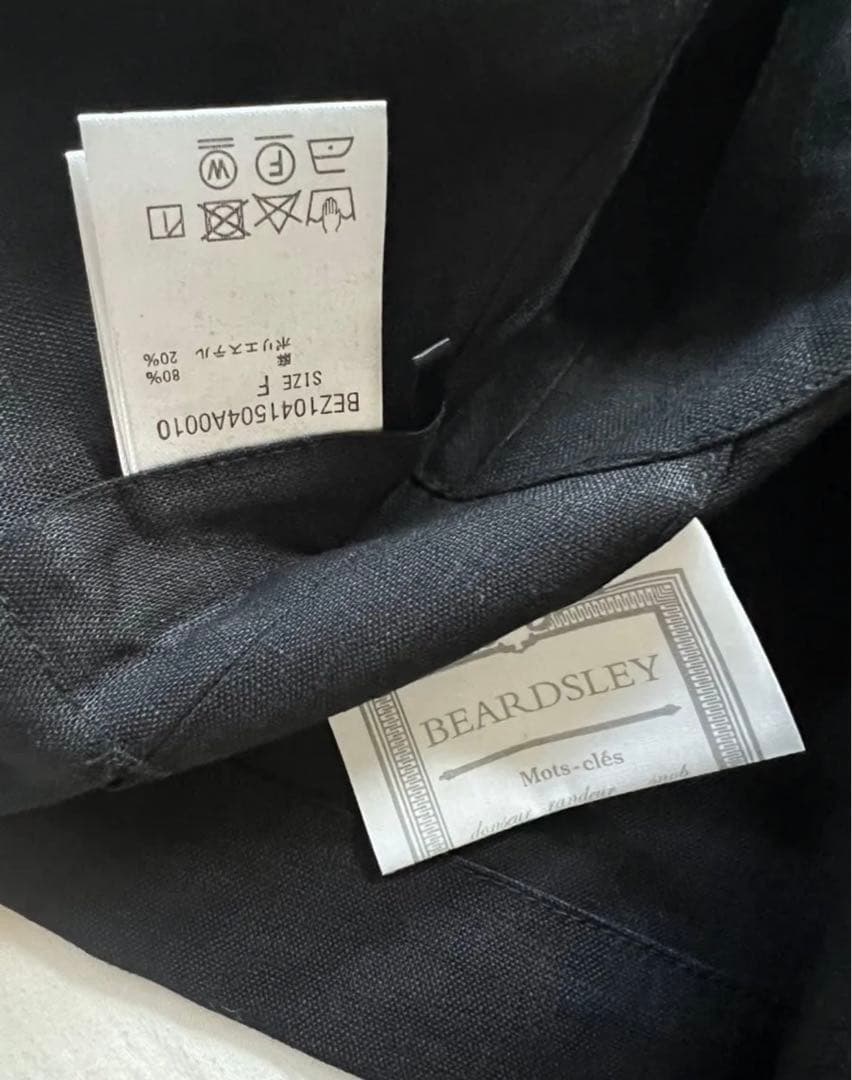 BEZ1041504A0010
SIZE F
麻 80%
ポリエステル 20%
F W
BEARDSLEY
Mots-clés